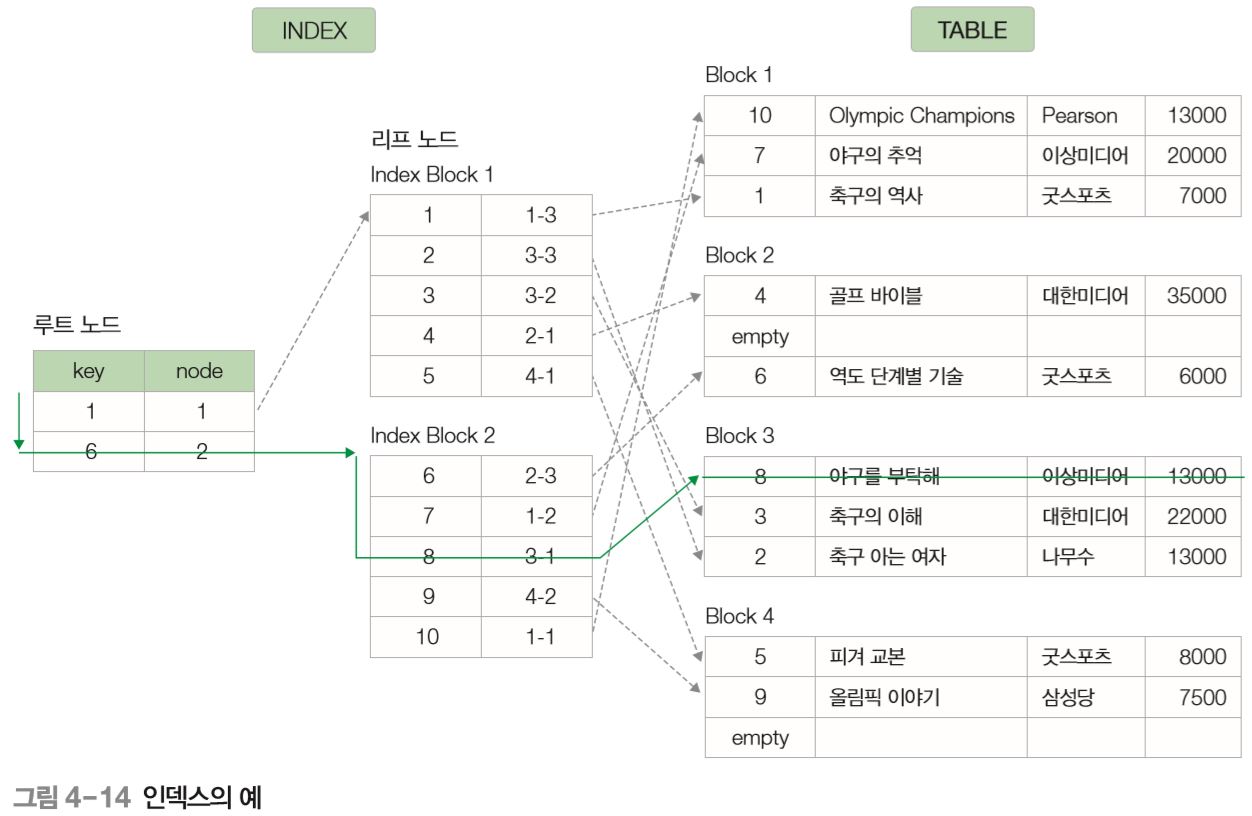 INDEX
TABLE
루트 노드
key node
1 1
6 2
리프 노드
Index Block 1
1 1-3
2 3-3
3 3-2
4 2-1
5 4-1
Index Block 2
6 2-3
7 1-2
8 3-1
9 4-2
10 1-1
Block 1
10 Olympic Champions Pearson 13000
7 야구의 추억 이상미디어 20000
1 축구의 역사 굿스포츠 7000
Block 2
4 골프 바이블 대한미디어 35000
empty
6 역도 단계별 기술 굿스포츠 6000
Block 3
8 야구를 부탁해 이상미디어 13000
3 축구의 이해 대한미디어 22000
2 축구 아는 여자 나무수 13000
Block 4
5 피겨 교본 굿스포츠 8000
9 올림픽 이야기 삼성당 7500
empty
그림 4-14 인덱스의 예